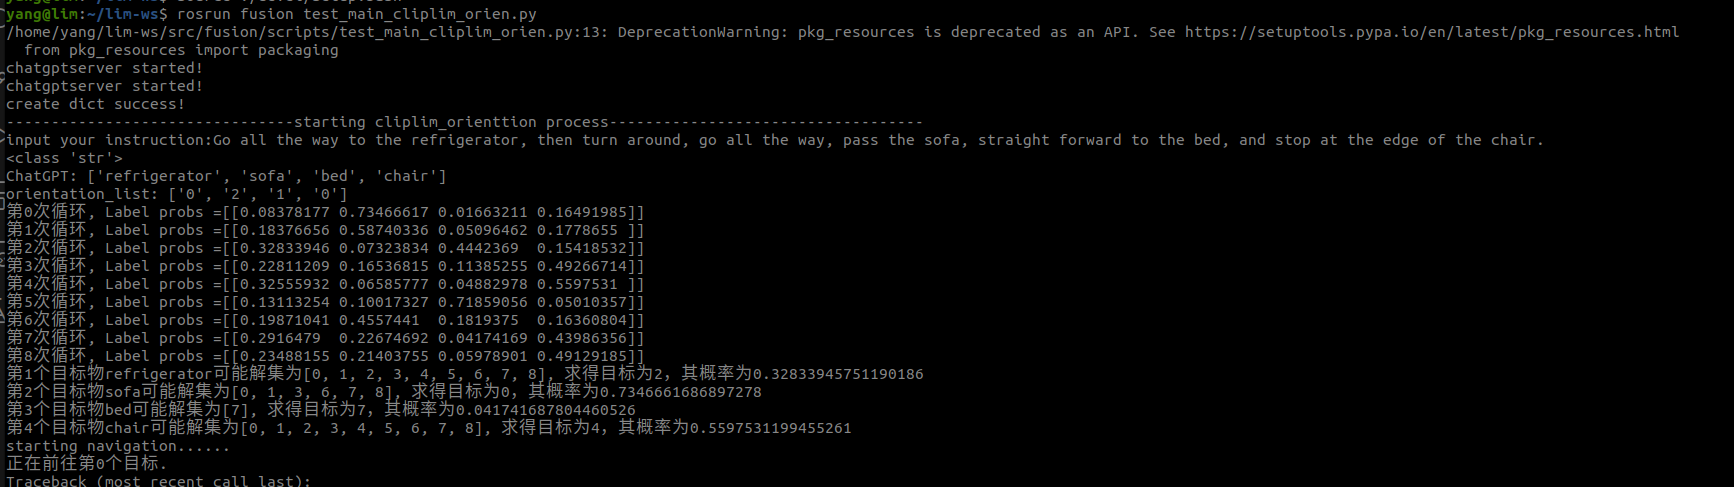 yang@lim:~/lim-ws$ rosrun fusion test_main_cliplim_orien.py
/home/yang/lim-ws/src/fusion/scripts/test_main_cliplim_orien.py:13: DeprecationWarning: pkg_resources is deprecated as an API. See https://setuptools.pypa.io/en/latest/pkg_resources.html
  from pkg_resources import packaging
chatgptserver started!
chatgptserver started!
create dict success!
--------------------------------starting cliplim_orienttion process-----------------------------------
input your instruction:Go all the way to the refrigerator, then turn around, go all the way, pass the sofa, straight forward to the bed, and stop at the edge of the chair.
<class 'str'>
ChatGPT: ['refrigerator', 'sofa', 'bed', 'chair']
orientation_list: ['0', '2', '1', '0']
第0次循环, Label probs =[[0.08378177 0.73466617 0.01663211 0.16491985]]
第1次循环, Label probs =[[0.18376656 0.58740336 0.05096462 0.1778655 ]]
第2次循环, Label probs =[[0.32833946 0.07323834 0.4442369  0.15418532]]
第3次循环, Label probs =[[0.22811209 0.16536815 0.11385255 0.49266714]]
第4次循环, Label probs =[[0.32555932 0.06585777 0.04882978 0.5597531 ]]
第5次循环, Label probs =[[0.13113254 0.10017327 0.71859056 0.05010357]]
第6次循环, Label probs =[[0.19871041 0.4557441  0.1819375  0.16360804]]
第7次循环, Label probs =[[0.2916479  0.22674692 0.04174169 0.43986356]]
第8次循环, Label probs =[[0.23488155 0.21403755 0.05978901 0.49129185]]
第1个目标物refrigerator可能解集为[0, 1, 2, 3, 4, 5, 6, 7, 8], 求得目标为2, 其概率为0.32833945751190186
第2个目标物sofa可能解集为[0, 1, 3, 6, 7, 8], 求得目标为0, 其概率为0.7346661686897278
第3个目标物bed可能解集为[7], 求得目标为7, 其概率为0.041741687804460526
第4个目标物chair可能解集为[0, 1, 2, 3, 4, 5, 6, 7, 8], 求得目标为4, 其概率为0.5597531199455261
starting navigation......
正在前往第0个目标.
Traceback (most recent call last):